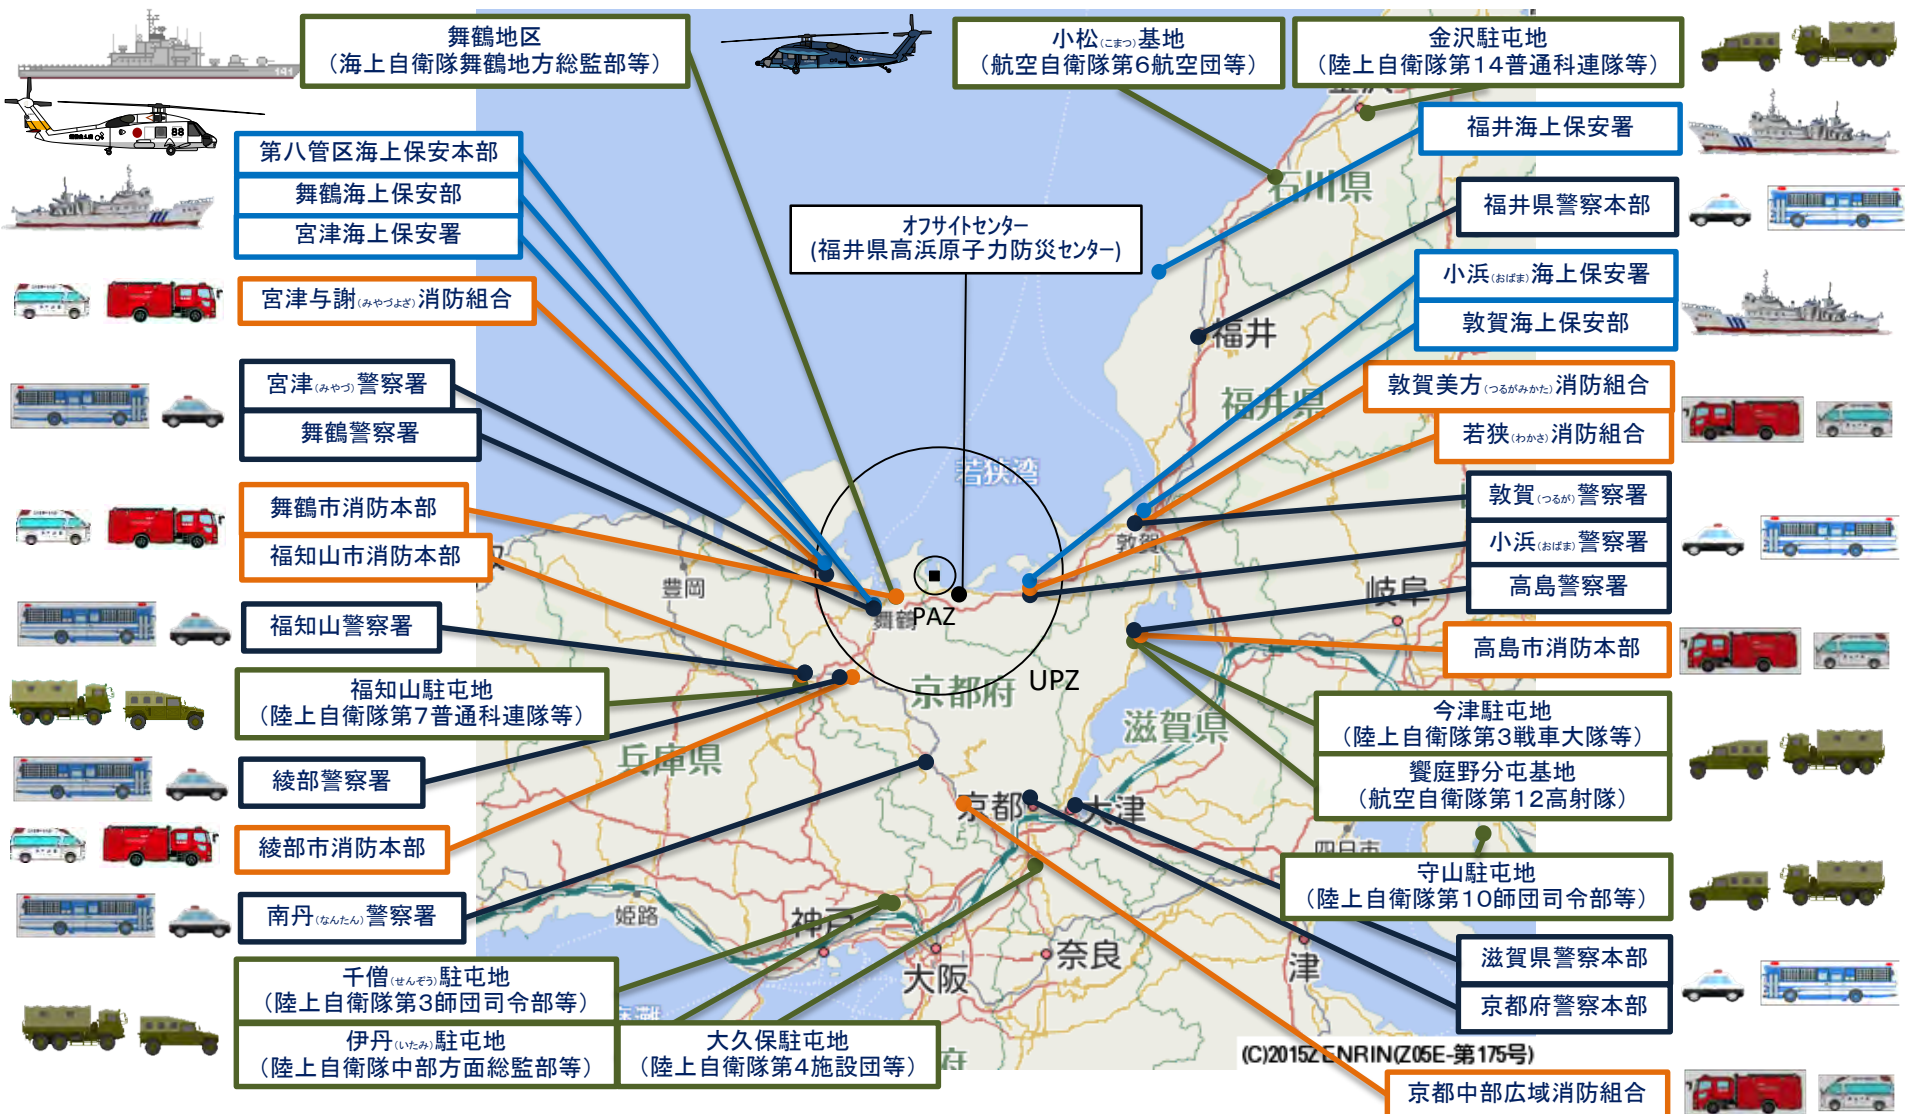 舞鶴地区
(海上自衛隊舞鶴地方総監部等)
小松(こまつ)基地
(航空自衛隊第6航空団等)
金沢駐屯地
(陸上自衛隊第14普通科連隊等)
141
88
第八管区海上保安本部
舞鶴海上保安部
宮津海上保安署
宮津与謝(みやづよざ)消防組合
宮津(みやづ)警察署
舞鶴警察署
舞鶴市消防本部
福知山市消防本部
福知山警察署
福知山駐屯地
(陸上自衛隊第7普通科連隊等)
綾部警察署
綾部市消防本部
南丹(なんたん)警察署
千僧(せんぞう)駐屯地
(陸上自衛隊第3師団司令部等)
伊丹(いたみ)駐屯地
(陸上自衛隊中部方面総監部等)
大久保駐屯地
(陸上自衛隊第4施設団等)
オフサイトセンター
(福井県高浜原子力防災センター)
福井海上保安署
福井県警察本部
小浜(おばま)海上保安署
敦賀海上保安部
敦賀美方(つるがみかた)消防組合
若狭(わかさ)消防組合
敦賀(つるが)警察署
小浜(おばま)警察署
高島警察署
高島市消防本部
今津駐屯地
(陸上自衛隊第3戦車大隊等)
饗庭野分屯基地
(航空自衛隊第12高射隊)
守山駐屯地
(陸上自衛隊第10師団司令部等)
滋賀県警察本部
京都府警察本部
京都中部広域消防組合
金沢
石川県
福井
福井県
若狭湾
敦賀
豊岡
舞鶴
PAZ
UPZ
岐阜
京都府
滋賀県
兵庫県
京都
大津
四日市
姫路
神戸
大阪
奈良
津
(C)2015ZENRIN(Z05E-第175号)